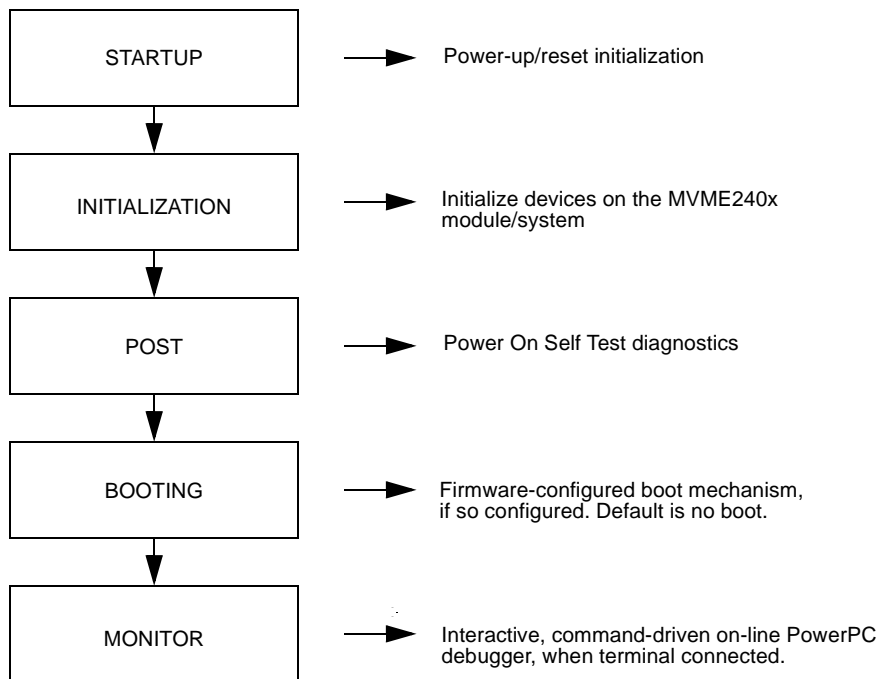 STARTUP
Power-up/reset initialization
INITIALIZATION
Initialize devices on the MVME240x
module/system
POST
Power On Self Test diagnostics
BOOTING
Firmware-configured boot mechanism,
if so configured. Default is no boot.
MONITOR
Interactive, command-driven on-line PowerPC
debugger, when terminal connected.